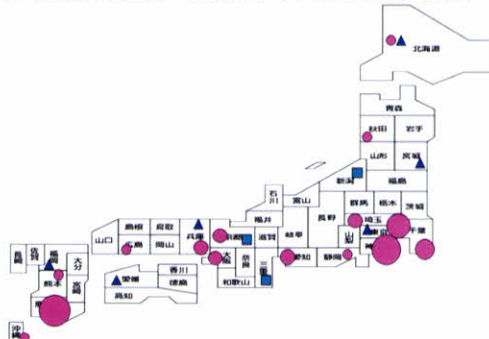 北海道
青森
秋田 岩手
山形 宮城
新潟 福島
石川 富山 群馬 栃木 茨城
福井 長野 埼玉
島根 鳥取 兵庫 京都 滋賀 岐阜 山梨 千葉
山口 広島 岡山 大阪 奈良 三重 愛知 静岡
和歌山
長崎 佐賀 福岡 大分
香川
愛媛 徳島
高知
熊本 宮崎
沖縄